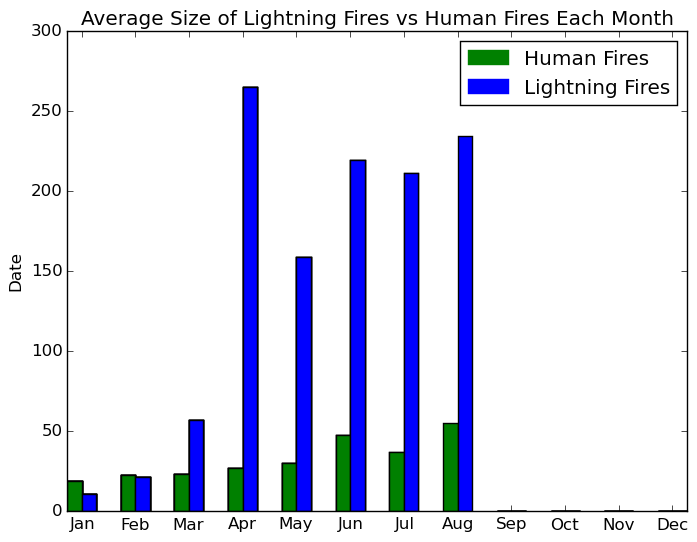 Average Size of Lightning Fires vs Human Fires Each Month
300
250
200
150
100
50
0
Date
Human Fires
Lightning Fires
Jan Feb Mar Apr May Jun Jul Aug Sep Oct Nov Dec